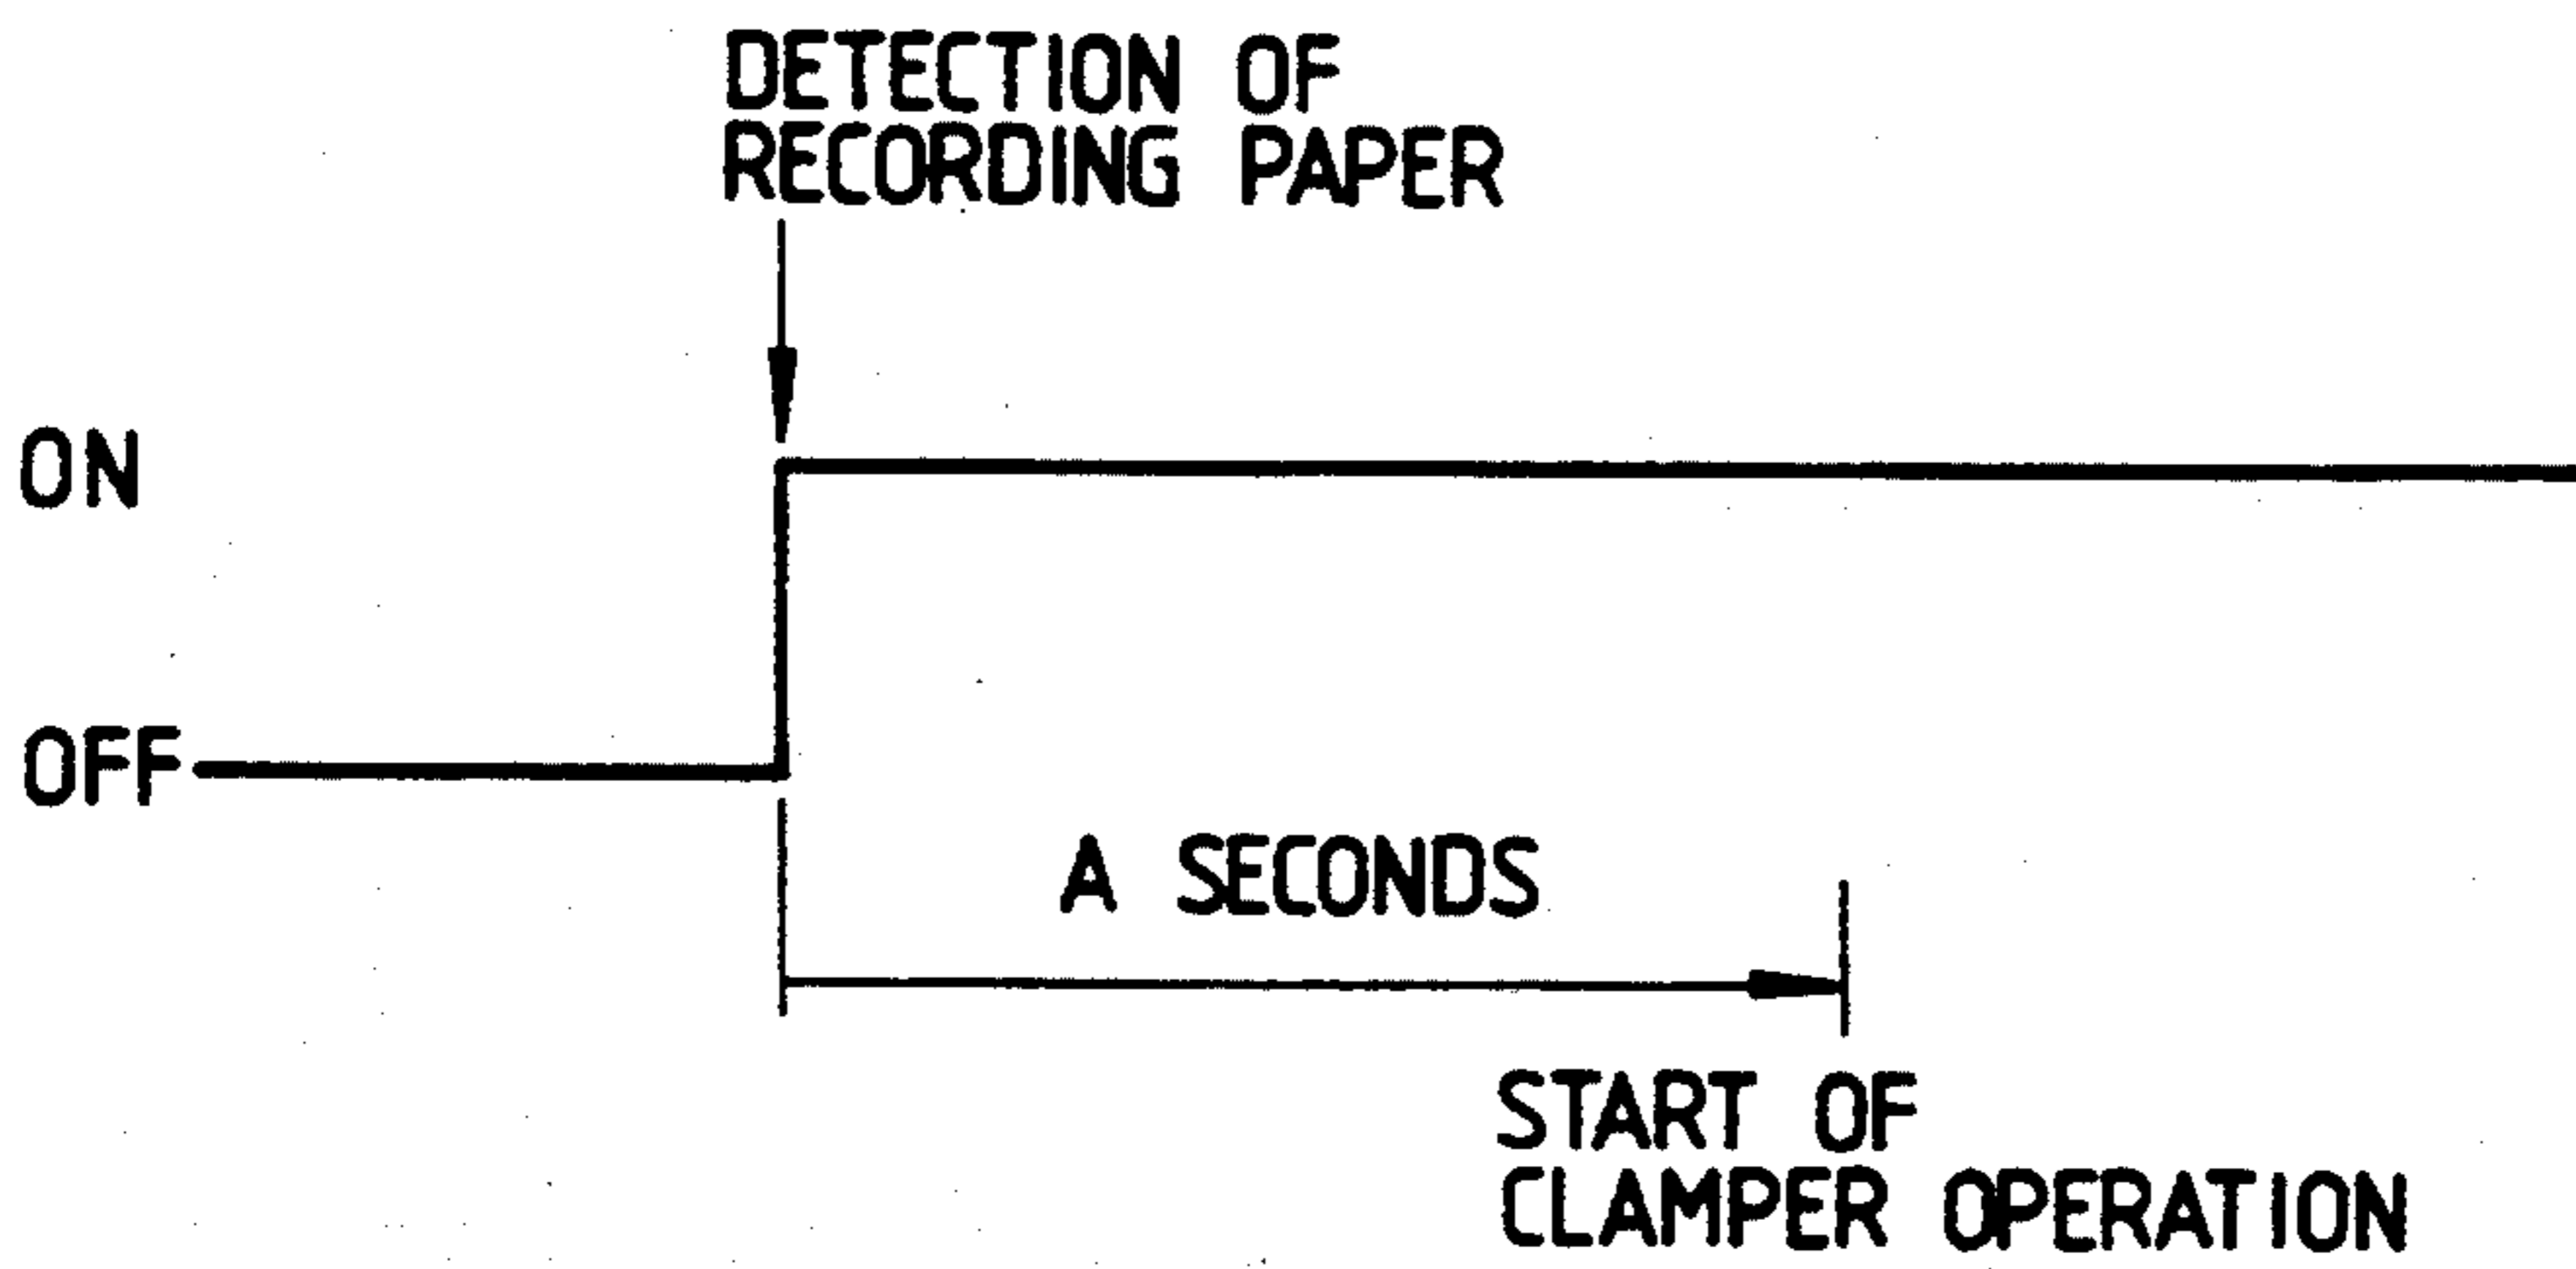 DETECTION OF
RECORDING PAPER
ON
OFF
A SECONDS
START OF
CLAMPER OPERATION